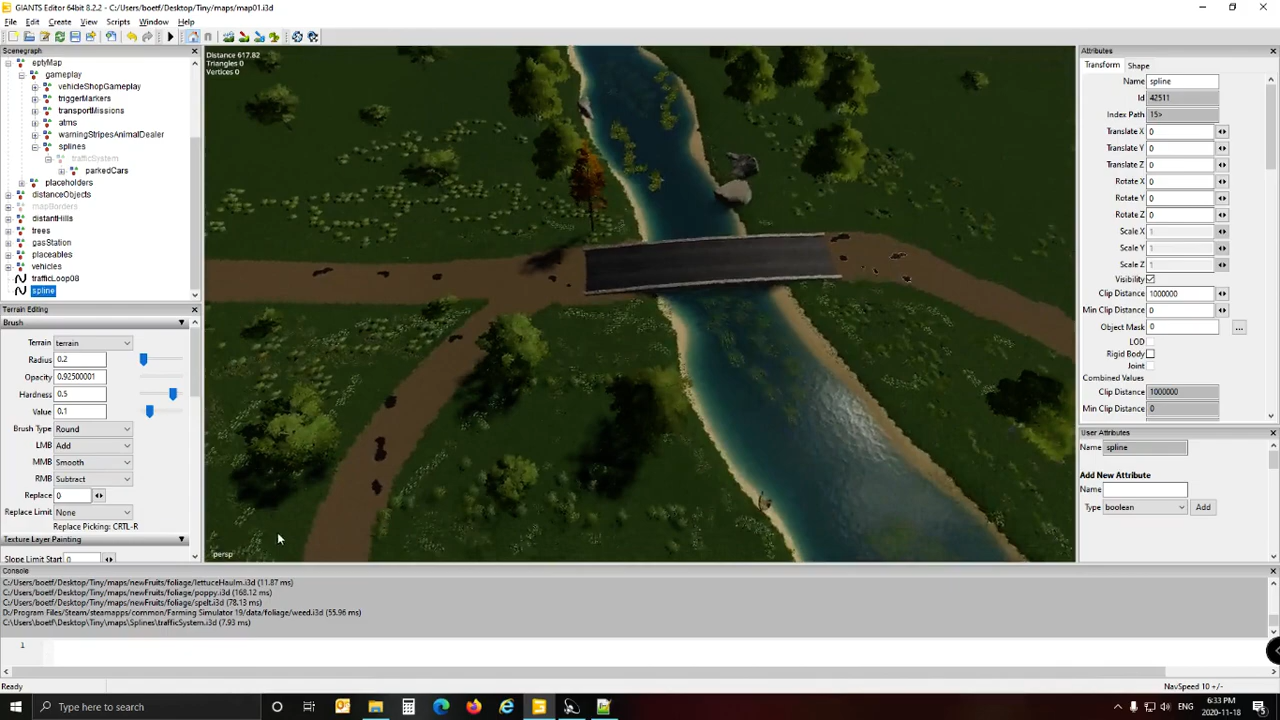 GIANTS Editor 64bit 8.2.2 - C:/Users/boetf/Desktop/Tiny/maps/map01.i3d
File Edit Create View Scripts Window Help
Scenegraph
eptyMap
gameplay
vehicleShopGameplay
triggerMarkers
transportMissions
atms
warningStripesAnimalDealer
splines
trafficSystem
parkedCars
placeholders
distanceObjects
mapBorders
distantHills
trees
gasStation
placeables
vehicles
trafficLoop08
spline
Terrain Editing
Brush
Terrain terrain
Radius 0.2
Opacity 0.92500001
Hardness 0.5
Value 0.1
Brush Type Round
LMB Add
MMB Smooth
RMB Subtract
Replace 0
Replace Limit None
Replace Picking: CRTL-R
Texture Layer Painting
Slope Limit Start 0
Distance 617.82
Triangles 0
Vertices 0
persp
Attributes
Transform Shape
Name spline
Id 42511
Index Path 15>
Translate X 0
Translate Y 0
Translate Z 0
Rotate X 0
Rotate Y 0
Rotate Z 0
Scale X 1
Scale Y 1
Scale Z 1
Visibility
Clip Distance 1000000
Min Clip Distance 0
Object Mask 0 ...
LOD
Rigid Body
Joint
Combined Values
Clip Distance 1000000
Min Clip Distance 0
User Attributes
Name spline
Add New Attribute
Name
Type boolean Add
Console
C:/Users/boetf/Desktop/Tiny/maps/newFruits/foliage/lettuceHaulm.i3d (11.87 ms)
C:/Users/boetf/Desktop/Tiny/maps/newFruits/foliage/poppy.i3d (168.12 ms)
C:/Users/boetf/Desktop/Tiny/maps/newFruits/foliage/spelt.i3d (78.13 ms)
D:/Program Files/Steam/steamapps/common/Farming Simulator 19/data/foliage/weed.i3d (55.96 ms)
C:\Users\boetf\Desktop\Tiny\maps\Splines\trafficSystem.i3d (7.93 ms)
1
Ready
NavSpeed 10 +/-
Type here to search
ENG
6:33 PM
2020-11-18
5